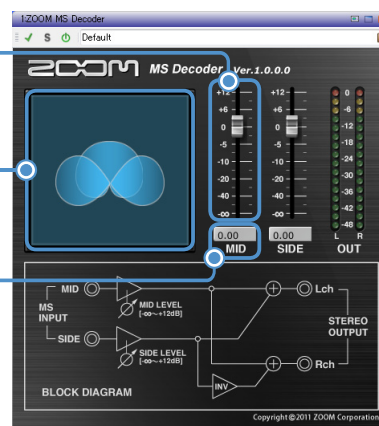 1:ZOOM MS Decoder
S Default
ZOOM MS Decoder Ver.1.0.0.0
+12 +12 0
+6 +6 -6
0 0 -12
-5 -5 -18
-10 -10 -24
-20 -20 -30
-40 -40 -36
-∞ -∞ -42
-48
0.00 0.00 L R
MID SIDE OUT
MID Lch
MS INPUT MID LEVEL [-∞~+12dB]
STEREO OUTPUT
SIDE Rch
SIDE LEVEL [-∞~+12dB]
INV
BLOCK DIAGRAM
Copyright©2011 ZOOM Corporation